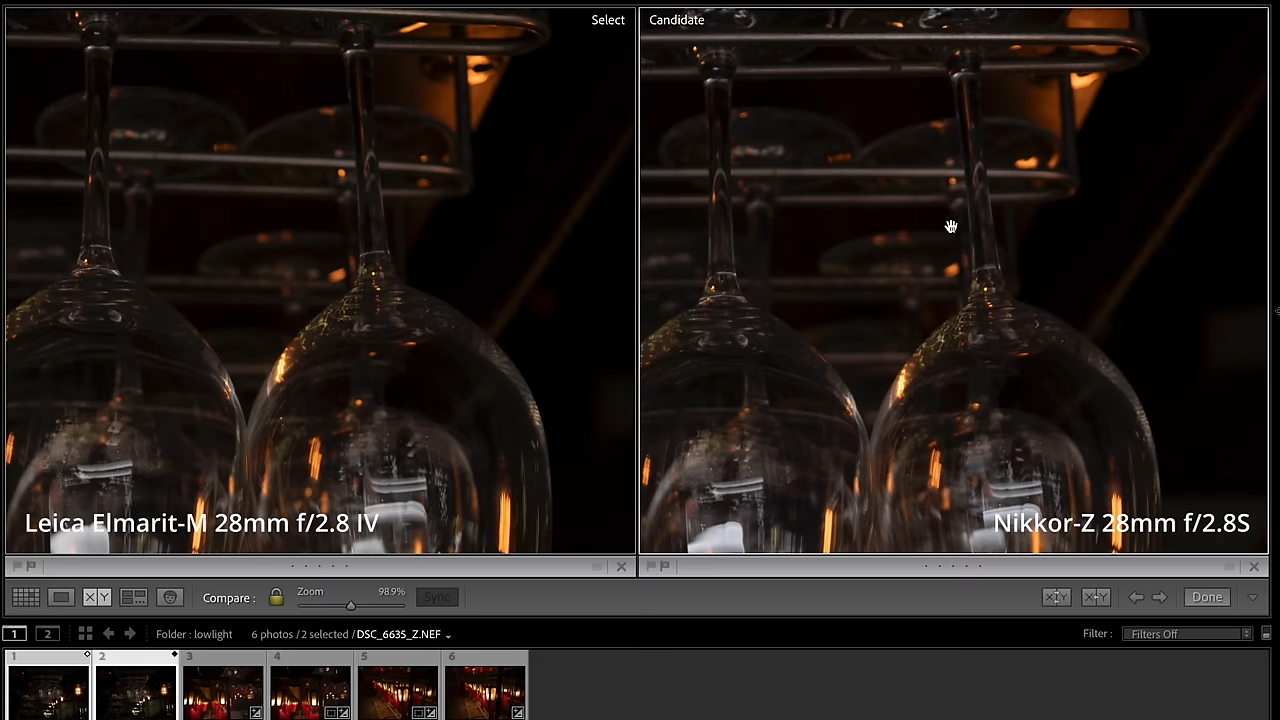 Select
Candidate
Leica Elmarit-M 28mm f/2.8 IV
Nikkor-Z 28mm f/2.8S
XY
Compare :
Zoom
98.9%
Sync
X Y
X Y
Done
1
2
Folder : lowlight
6 photos / 2 selected / DSC_6635_Z.NEF
Filter :
Filters Off
1
2
3
4
5
6